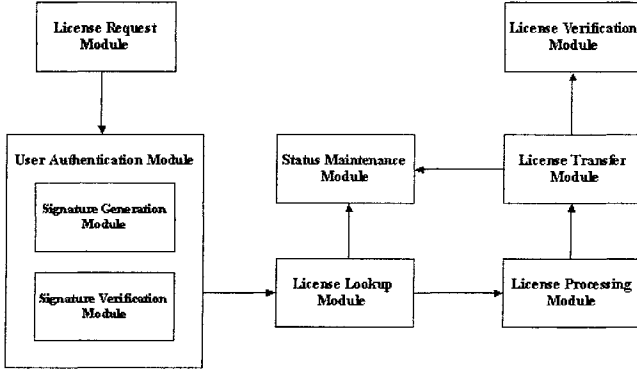 License Request
Module
License Verification
Module
User Authentication Module
Signature Generation
Module
Signature Verification
Module
Status Maintenance
Module
License Transfer
Module
License Lookup
Module
License Processing
Module